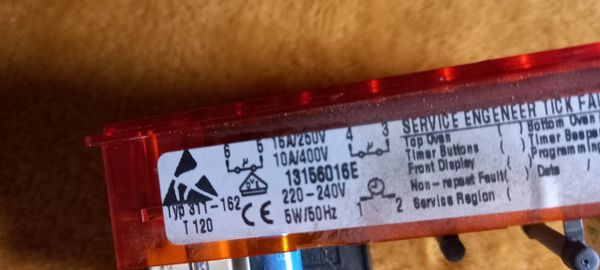 6 5
16A/250V
10A/400V
13156016E
220-240V
5W/50Hz
Typ 311-162
T 120
CE
4 3
1 2
SERVICE ENGENEER TICK FA
Top Oven ( ) Bottom Oven
Timer Buttons ( ) Timer Beeper
Front Display ( ) Programming
Non-repeat Fault( ) Date /
Service Region ( )